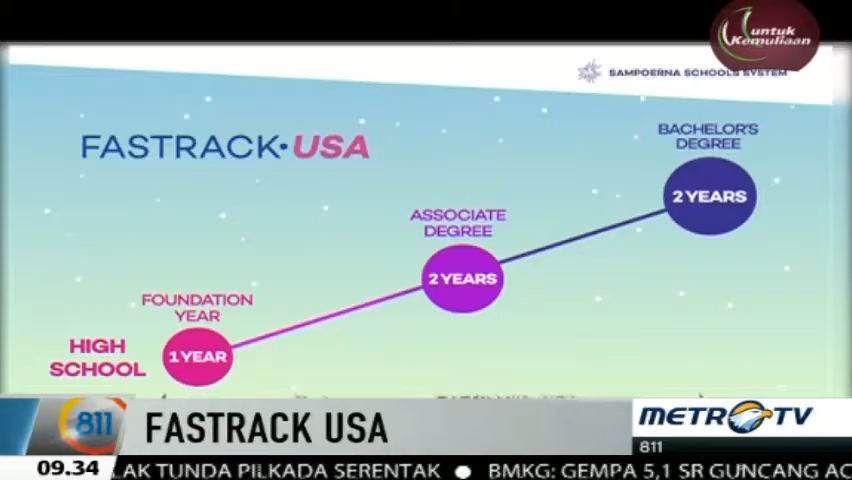 untuk
Kemuliaan
SAMPOERNA SCHOOLS SYSTEM
FASTRACK•USA
BACHELOR'S
DEGREE
2 YEARS
ASSOCIATE
DEGREE
2 YEARS
FOUNDATION
YEAR
1 YEAR
HIGH
SCHOOL
811
FASTRACK USA
METRO TV
811
09.34
LAK TUNDA PILKADA SERENTAK ● BMKG: GEMPA 5,1 SR GUNCANG AC